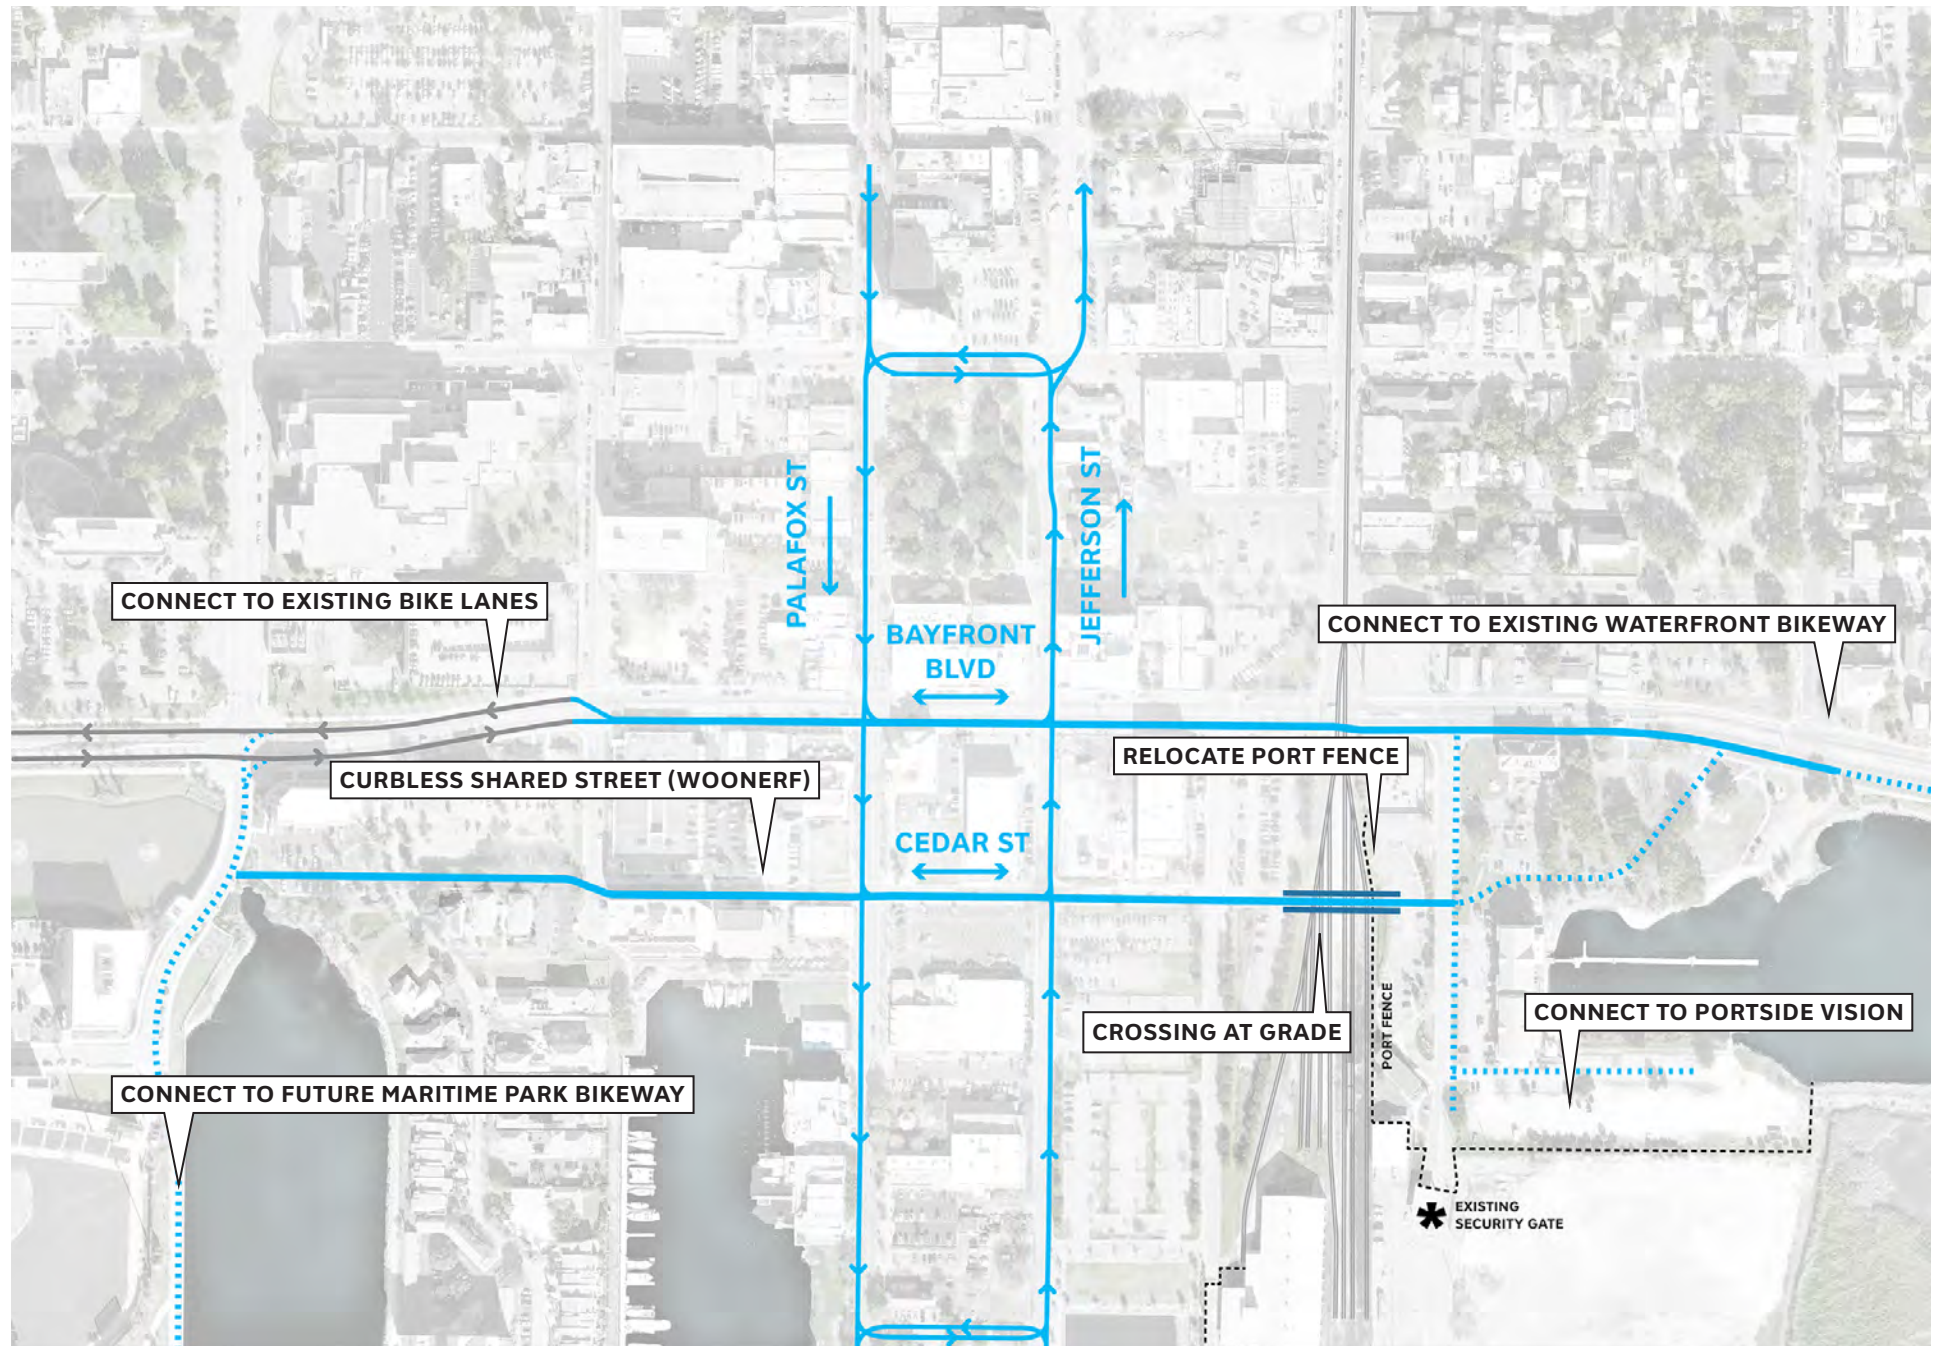 PALAFOX ST
JEFFERSON ST
CONNECT TO EXISTING BIKE LANES
BAYFRONT
BLVD
CONNECT TO EXISTING WATERFRONT BIKEWAY
RELOCATE PORT FENCE
CURBLESS SHARED STREET (WOONERF)
CEDAR ST
CONNECT TO PORTSIDE VISION
CROSSING AT GRADE
PORT FENCE
CONNECT TO FUTURE MARITIME PARK BIKEWAY
EXISTING
SECURITY GATE